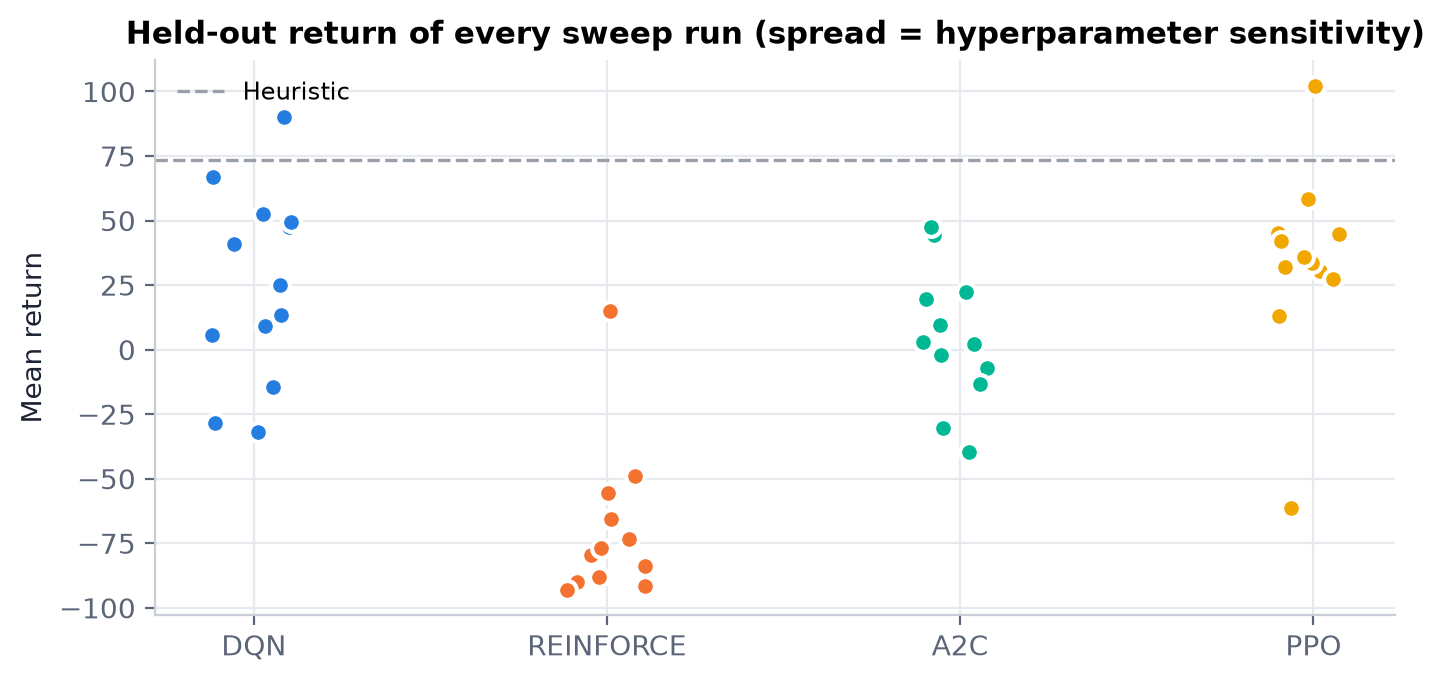 Held-out return of every sweep run (spread = hyperparameter sensitivity)
Heuristic
Mean return
100
75
50
25
0
−25
−50
−75
−100
DQN
REINFORCE
A2C
PPO